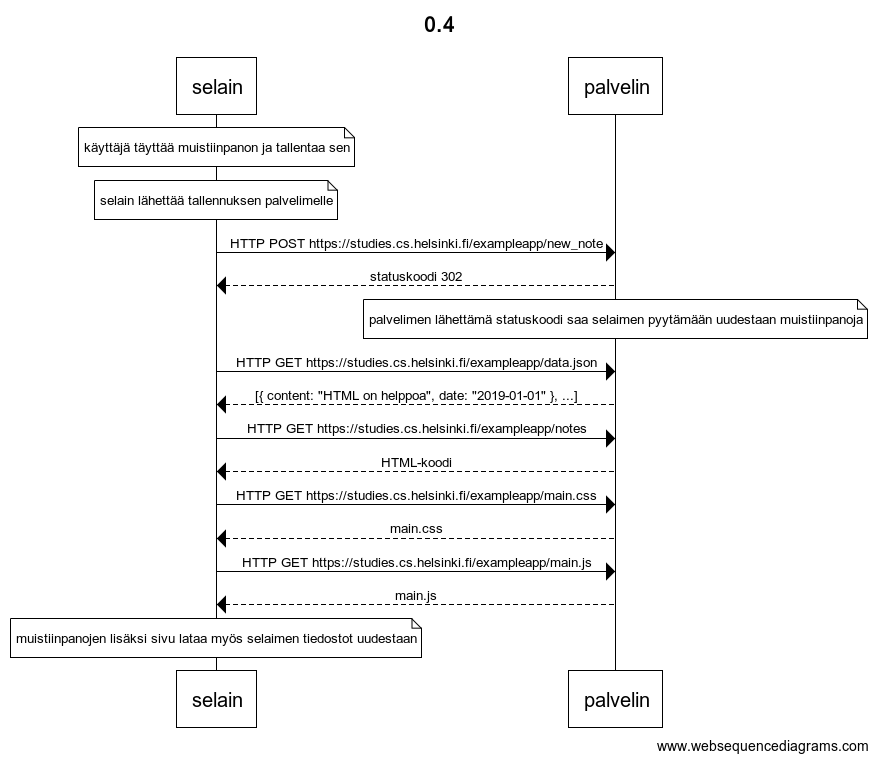 0.4
selain
palvelin
käyttäjä täyttää muistiinpanon ja tallentaa sen
selain lähettää tallennuksen palvelimelle
HTTP POST https://studies.cs.helsinki.fi/exampleapp/new_note
statuskoodi 302
palvelimen lähettämä statuskoodi saa selaimen pyytämään uudestaan muistiinpanoja
HTTP GET https://studies.cs.helsinki.fi/exampleapp/data.json
[{ content: "HTML on helppoa", date: "2019-01-01" }, ...]
HTTP GET https://studies.cs.helsinki.fi/exampleapp/notes
HTML-koodi
HTTP GET https://studies.cs.helsinki.fi/exampleapp/main.css
main.css
HTTP GET https://studies.cs.helsinki.fi/exampleapp/main.js
main.js
muistiinpanojen lisäksi sivu lataa myös selaimen tiedostot uudestaan
selain
palvelin
www.websequencediagrams.com